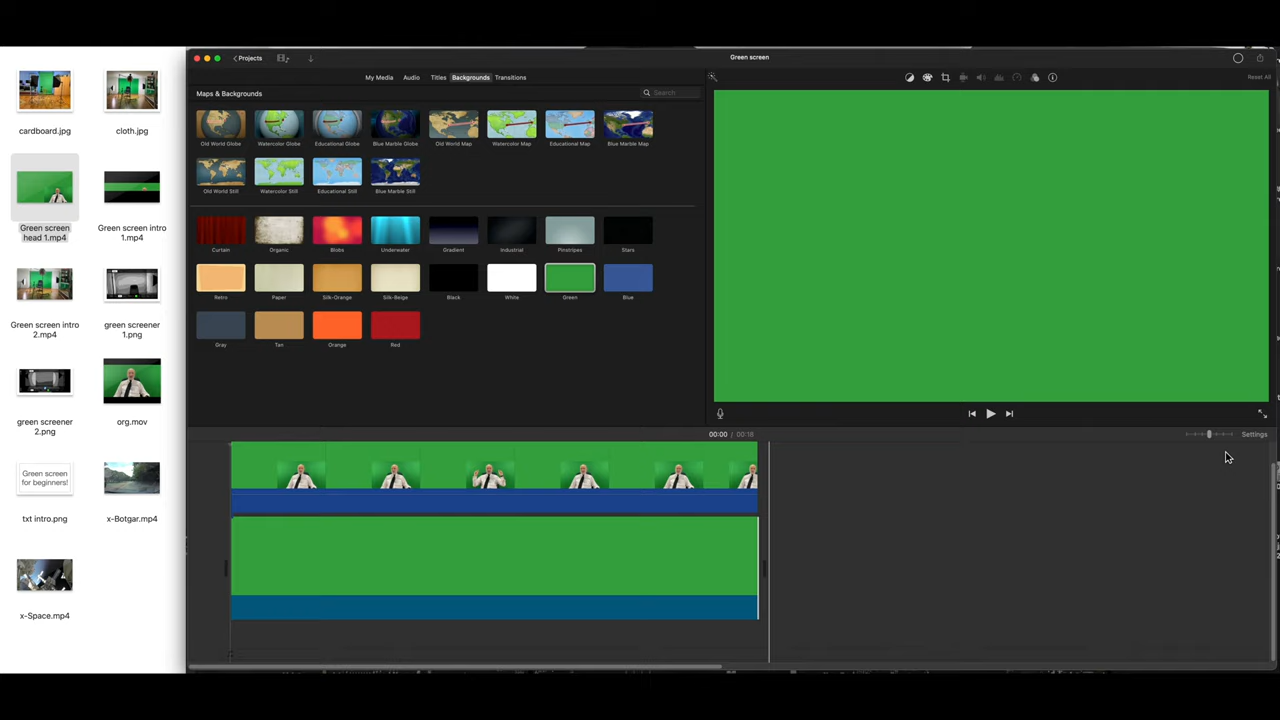 cardboard.jpg
cloth.jpg
Green screen
head 1.mp4
Green screen intro
1.mp4
Green screen intro
2.mp4
green screener
1.png
green screener
2.png
org.mov
Green screen
for beginners!
txt intro.png
x-Botgar.mp4
x-Space.mp4
Projects
Green screen
My Media
Audio
Titles
Backgrounds
Transitions
Reset All
Maps & Backgrounds
Search
Old World Globe
Watercolor Globe
Educational Globe
Blue Marble Globe
Old World Map
Watercolor Map
Educational Map
Blue Marble Map
Old World Still
Watercolor Still
Educational Still
Blue Marble Still
Curtain
Organic
Blobs
Underwater
Gradient
Industrial
Pinstripes
Stars
Retro
Paper
Silk-Orange
Silk-Beige
Black
White
Green
Blue
Gray
Tan
Orange
Red
00:00 / 00:18
Settings